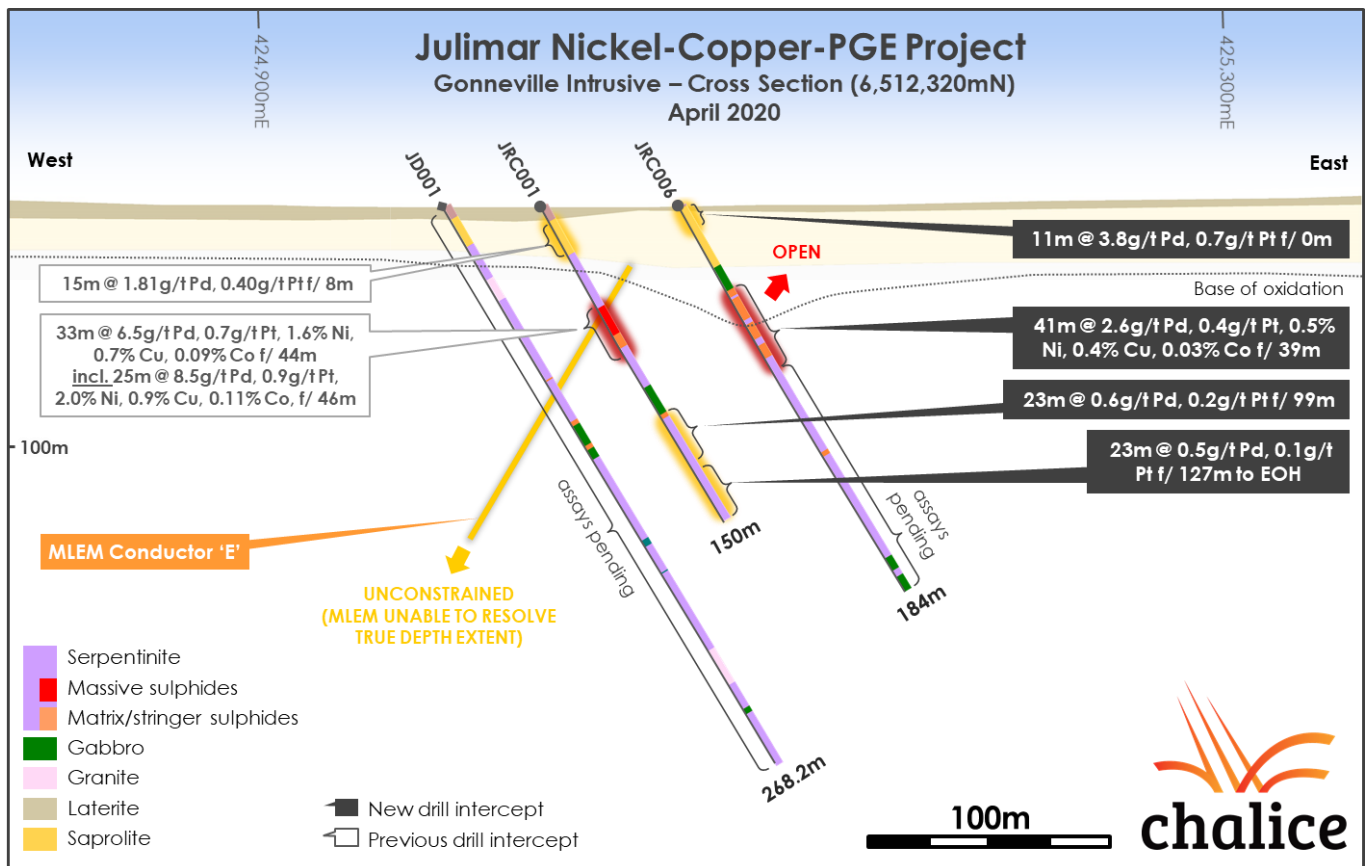 Julimar Nickel-Copper-PGE Project
Gonneville Intrusive – Cross Section (6,512,320mN)
April 2020
424,900mE
425,300mE
West
East
JD001
JRC001
JRC006
11m @ 3.8g/t Pd, 0.7g/t Pt f/ 0m
OPEN
15m @ 1.81g/t Pd, 0.40g/t Pt f/ 8m
Base of oxidation
33m @ 6.5g/t Pd, 0.7g/t Pt, 1.6% Ni,
0.7% Cu, 0.09% Co f/ 44m
incl. 25m @ 8.5g/t Pd, 0.9g/t Pt,
2.0% Ni, 0.9% Cu, 0.11% Co, f/ 46m
41m @ 2.6g/t Pd, 0.4g/t Pt, 0.5%
Ni, 0.4% Cu, 0.03% Co f/ 39m
23m @ 0.6g/t Pd, 0.2g/t Pt f/ 99m
100m
23m @ 0.5g/t Pd, 0.1g/t
Pt f/ 127m to EOH
assays pending
assays
pending
150m
184m
268.2m
MLEM Conductor ‘E’
UNCONSTRAINED
(MLEM UNABLE TO RESOLVE
TRUE DEPTH EXTENT)
Serpentinite
Massive sulphides
Matrix/stringer sulphides
Gabbro
Granite
Laterite
Saprolite
New drill intercept
Previous drill intercept
100m
chalice